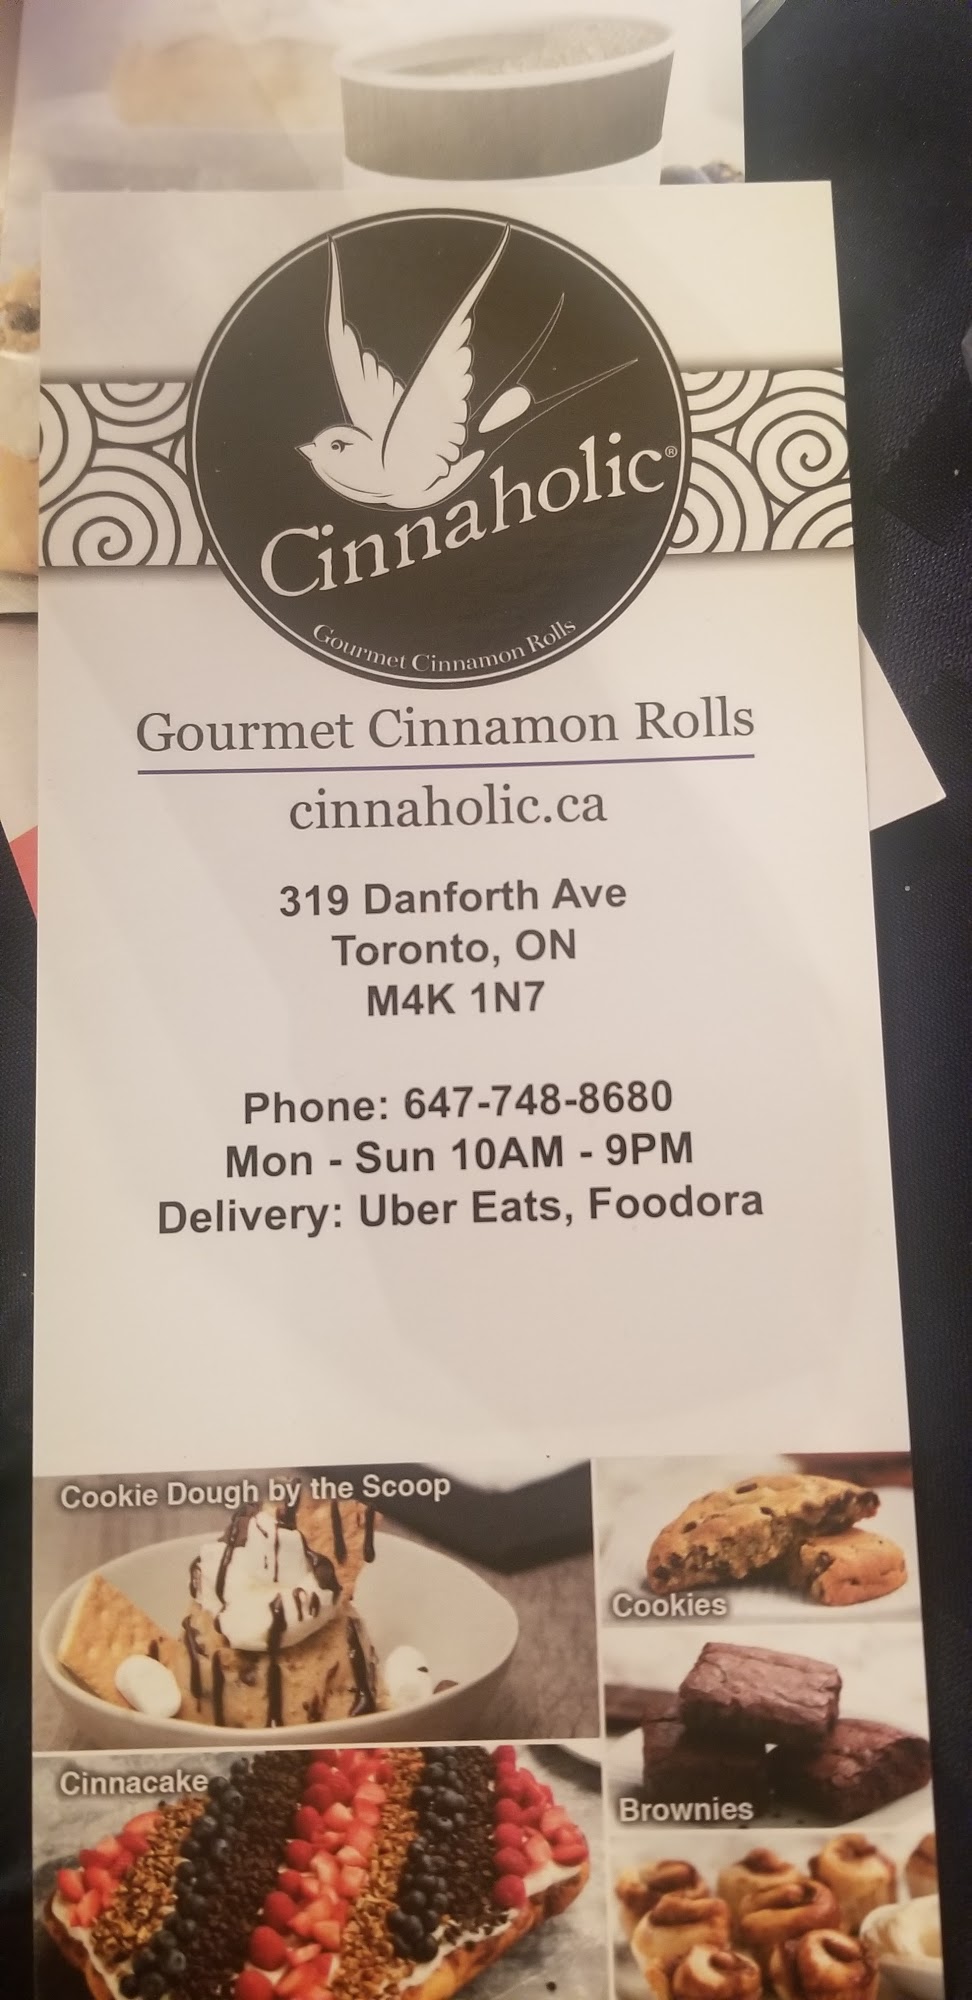 Cinnaholic®
Gourmet Cinnamon Rolls
Gourmet Cinnamon Rolls
cinnaholic.ca
319 Danforth Ave
Toronto, ON
M4K 1N7
Phone: 647-748-8680
Mon - Sun 10AM - 9PM
Delivery: Uber Eats, Foodora
Cookie Dough by the Scoop
Cookies
Cinnacake
Brownies